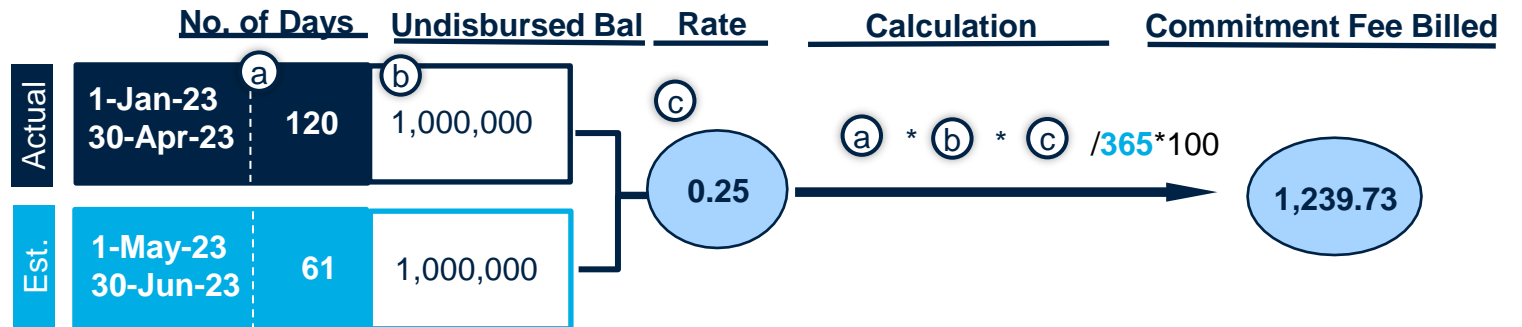 No. of Days Undisbursed Bal Rate Calculation Commitment Fee Billed
Actual
a
b
1-Jan-23
30-Apr-23
120
1,000,000
c
0.25
a * b * c /365*100
1,239.73
Est.
1-May-23
30-Jun-23
61
1,000,000